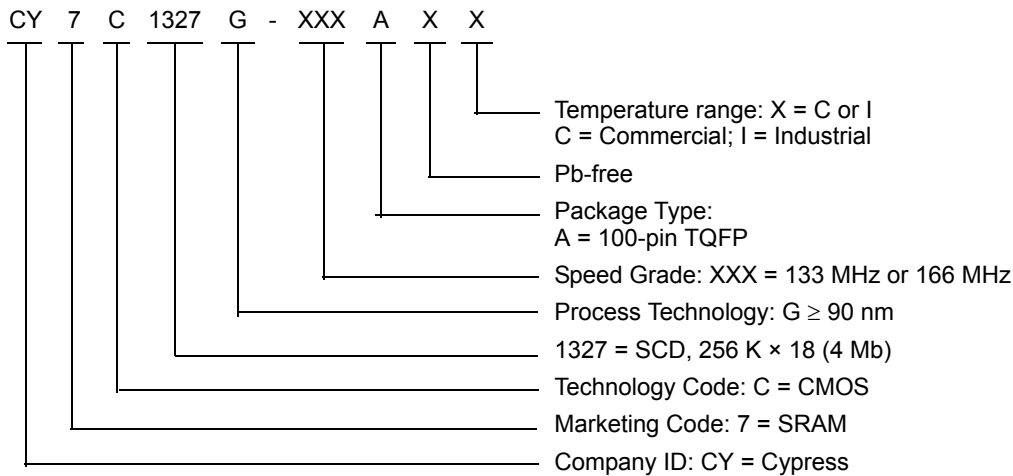 CY 7 C 1327 G - XXX A X X
Temperature range: X = C or I
C = Commercial; I = Industrial
Pb-free
Package Type:
A = 100-pin TQFP
Speed Grade: XXX = 133 MHz or 166 MHz
Process Technology: G ≥ 90 nm
1327 = SCD, 256 K × 18 (4 Mb)
Technology Code: C = CMOS
Marketing Code: 7 = SRAM
Company ID: CY = Cypress